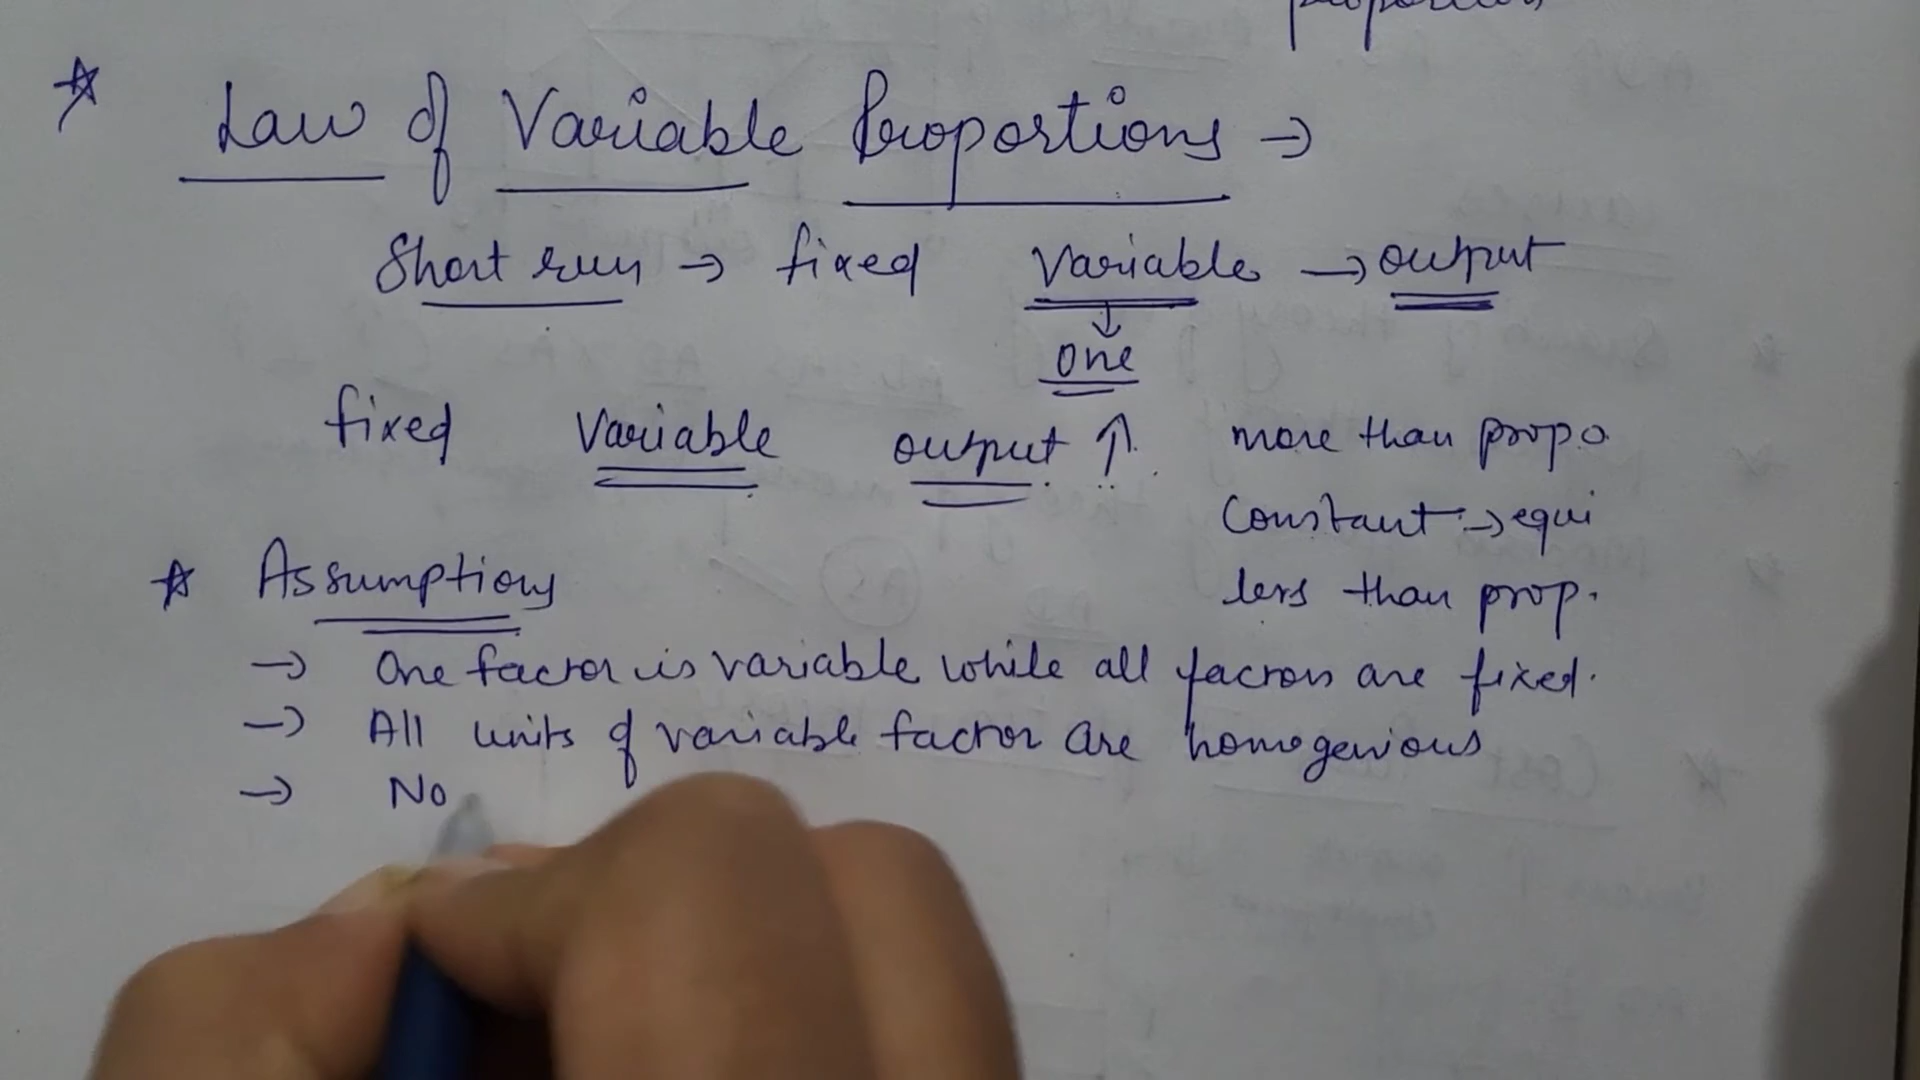 ☆ Law of Variable Proportions →
Short run → fixed Variable → output
↓
one
fixed Variable output ↑ more than propo
Constant → equi
less than prop.
☆ Assumptions
→ One factor is variable while all factors are fixed.
→ All units of variable factor are homogenious
→ No